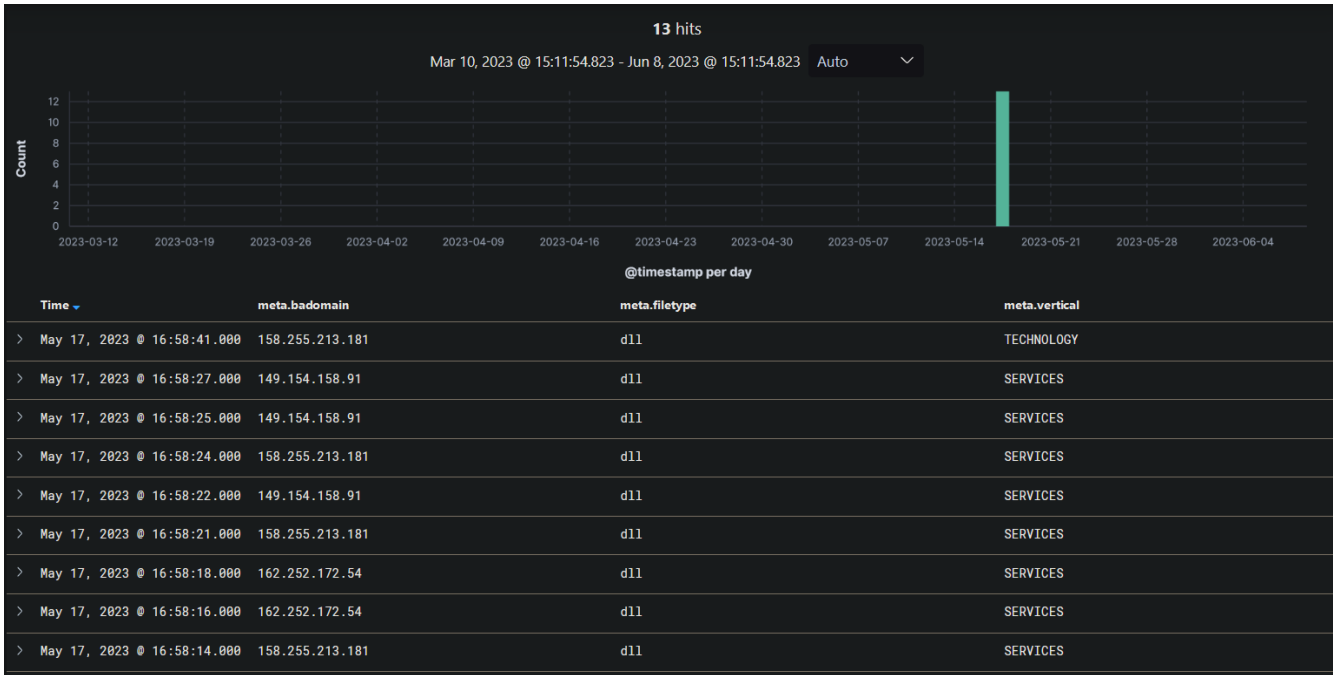 13 hits
Mar 10, 2023 @ 15:11:54.823 - Jun 8, 2023 @ 15:11:54.823 Auto
12
10
8
6
4
2
0
Count
2023-03-12 2023-03-19 2023-03-26 2023-04-02 2023-04-09 2023-04-16 2023-04-23 2023-04-30 2023-05-07 2023-05-14 2023-05-21 2023-05-28 2023-06-04
@timestamp per day
Time meta.badomain meta.filetype meta.vertical
May 17, 2023 @ 16:58:41.000 158.255.213.181 dll TECHNOLOGY
May 17, 2023 @ 16:58:27.000 149.154.158.91 dll SERVICES
May 17, 2023 @ 16:58:25.000 149.154.158.91 dll SERVICES
May 17, 2023 @ 16:58:24.000 158.255.213.181 dll SERVICES
May 17, 2023 @ 16:58:22.000 149.154.158.91 dll SERVICES
May 17, 2023 @ 16:58:21.000 158.255.213.181 dll SERVICES
May 17, 2023 @ 16:58:18.000 162.252.172.54 dll SERVICES
May 17, 2023 @ 16:58:16.000 162.252.172.54 dll SERVICES
May 17, 2023 @ 16:58:14.000 158.255.213.181 dll SERVICES